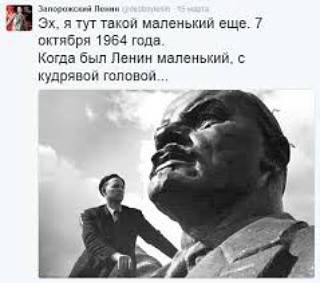 Запорожский Ленин 15 марта
Эх, я тут такой маленький еще. 7
октября 1964 года.
Когда был Ленин маленький, с
кудрявой головой...